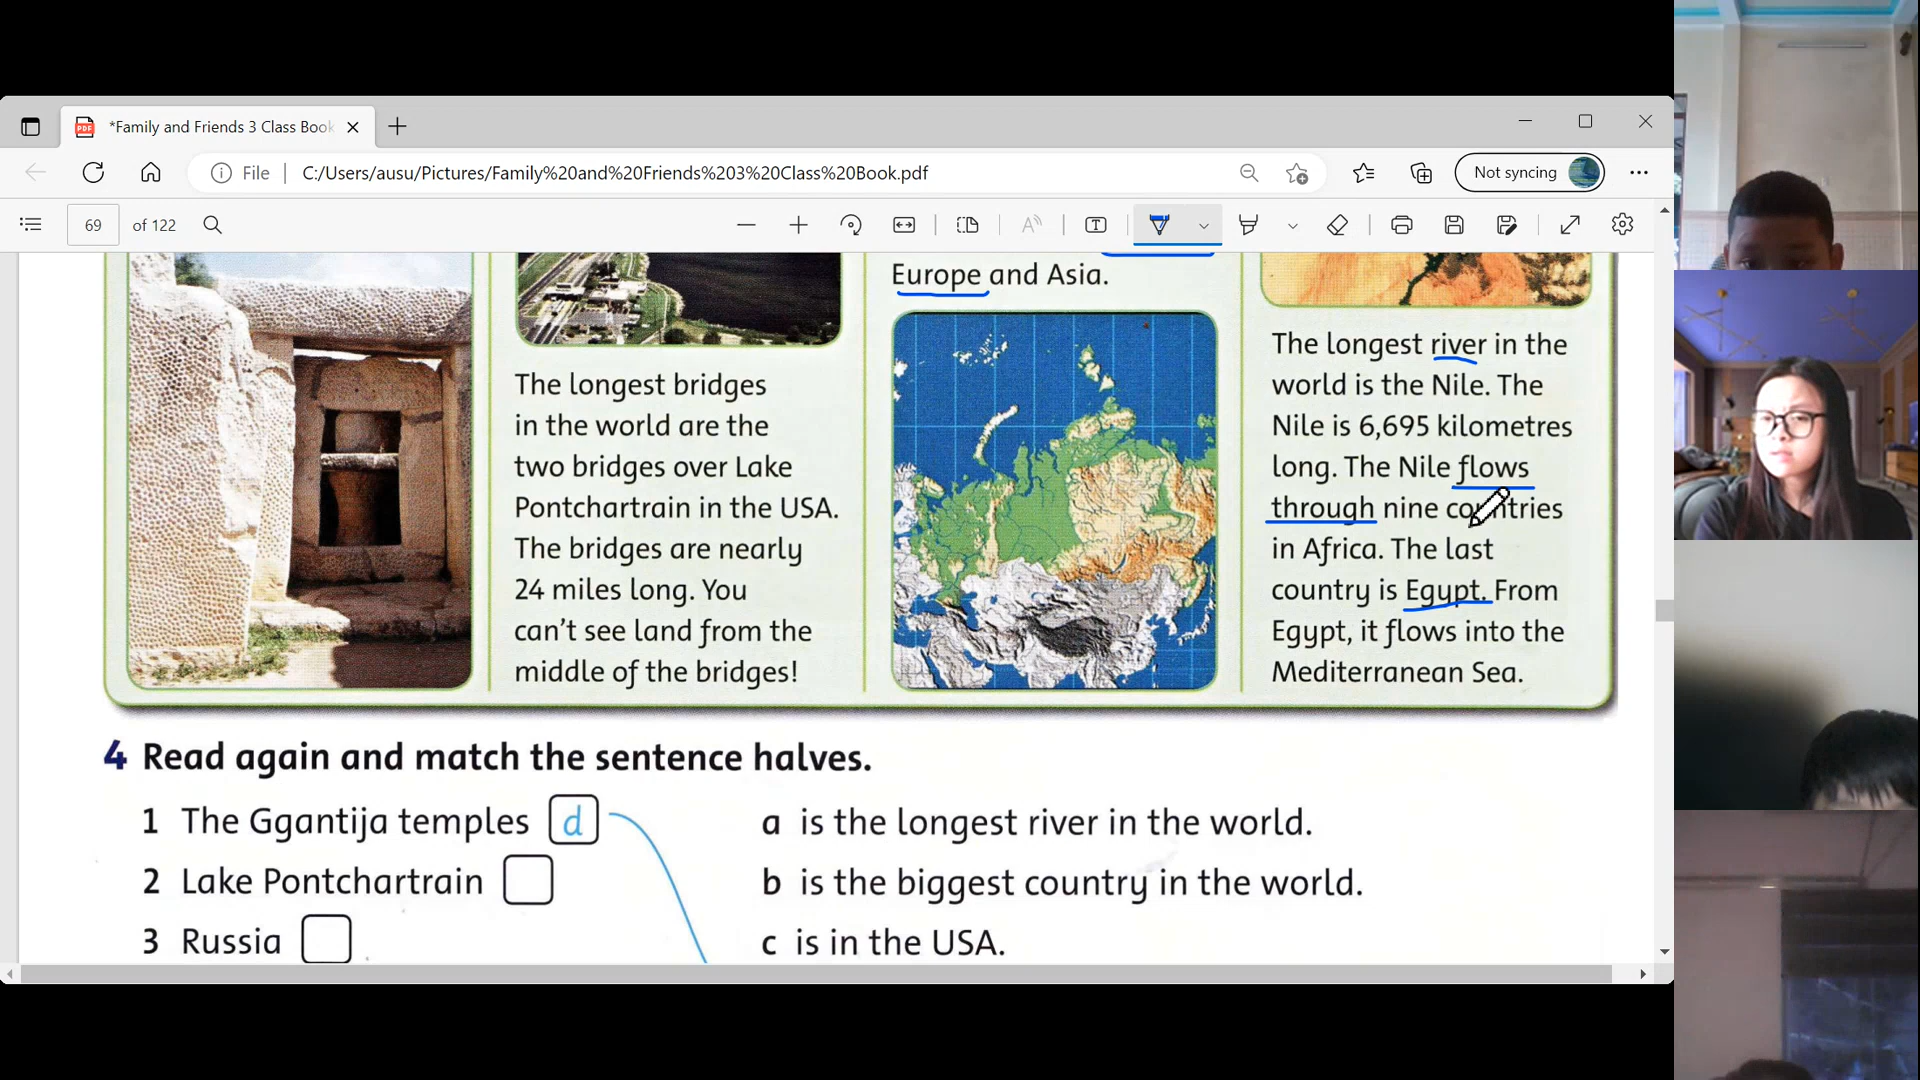 *Family and Friends 3 Class Book
File
C:/Users/ausu/Pictures/Family%20and%20Friends%203%20Class%20Book.pdf
Not syncing
69 of 122
Europe and Asia.
The longest bridges
in the world are the
two bridges over Lake
Pontchartrain in the USA.
The bridges are nearly
24 miles long. You
can't see land from the
middle of the bridges!
The longest river in the
world is the Nile. The
Nile is 6,695 kilometres
long. The Nile flows
through nine countries
in Africa. The last
country is Egypt. From
Egypt, it flows into the
Mediterranean Sea.
4 Read again and match the sentence halves.
1 The Ggantija temples d
2 Lake Pontchartrain
3 Russia
a is the longest river in the world.
b is the biggest country in the world.
c is in the USA.